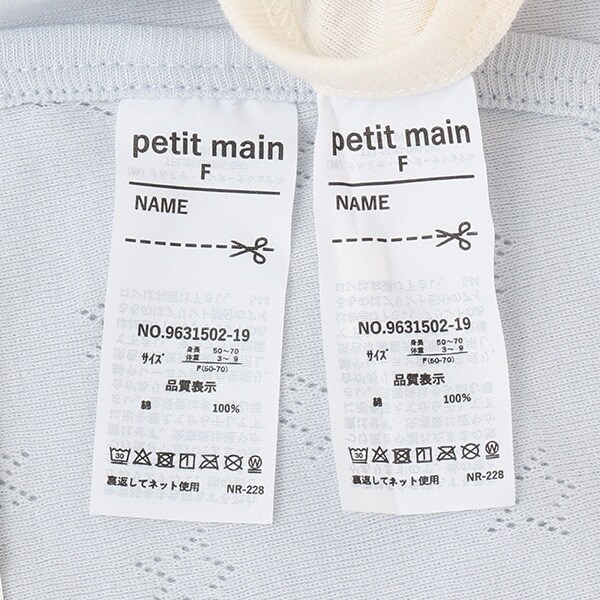 petit main
F
NAME
NO.9631502-19
サイズ 身長 50～70
体重 3～ 9
F(50-70)
品質表示
綿 100%
30 W
裏返してネット使用 NR-228
petit main
F
NAME
NO.9631502-19
サイズ 身長 50～70
体重 3～ 9
F(50-70)
品質表示
綿 100%
30 W
裏返してネット使用 NR-228